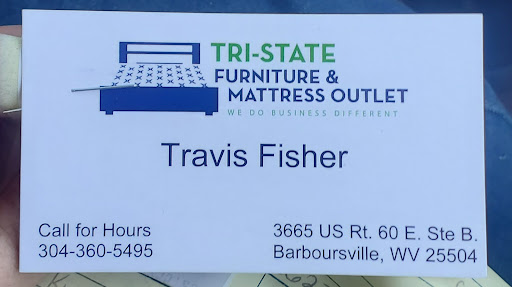 TRI-STATE
FURNITURE &
MATTRESS OUTLET
WE DO BUSINESS DIFFERENT
Travis Fisher
Call for Hours
304-360-5495
3665 US Rt. 60 E. Ste B.
Barboursville, WV 25504